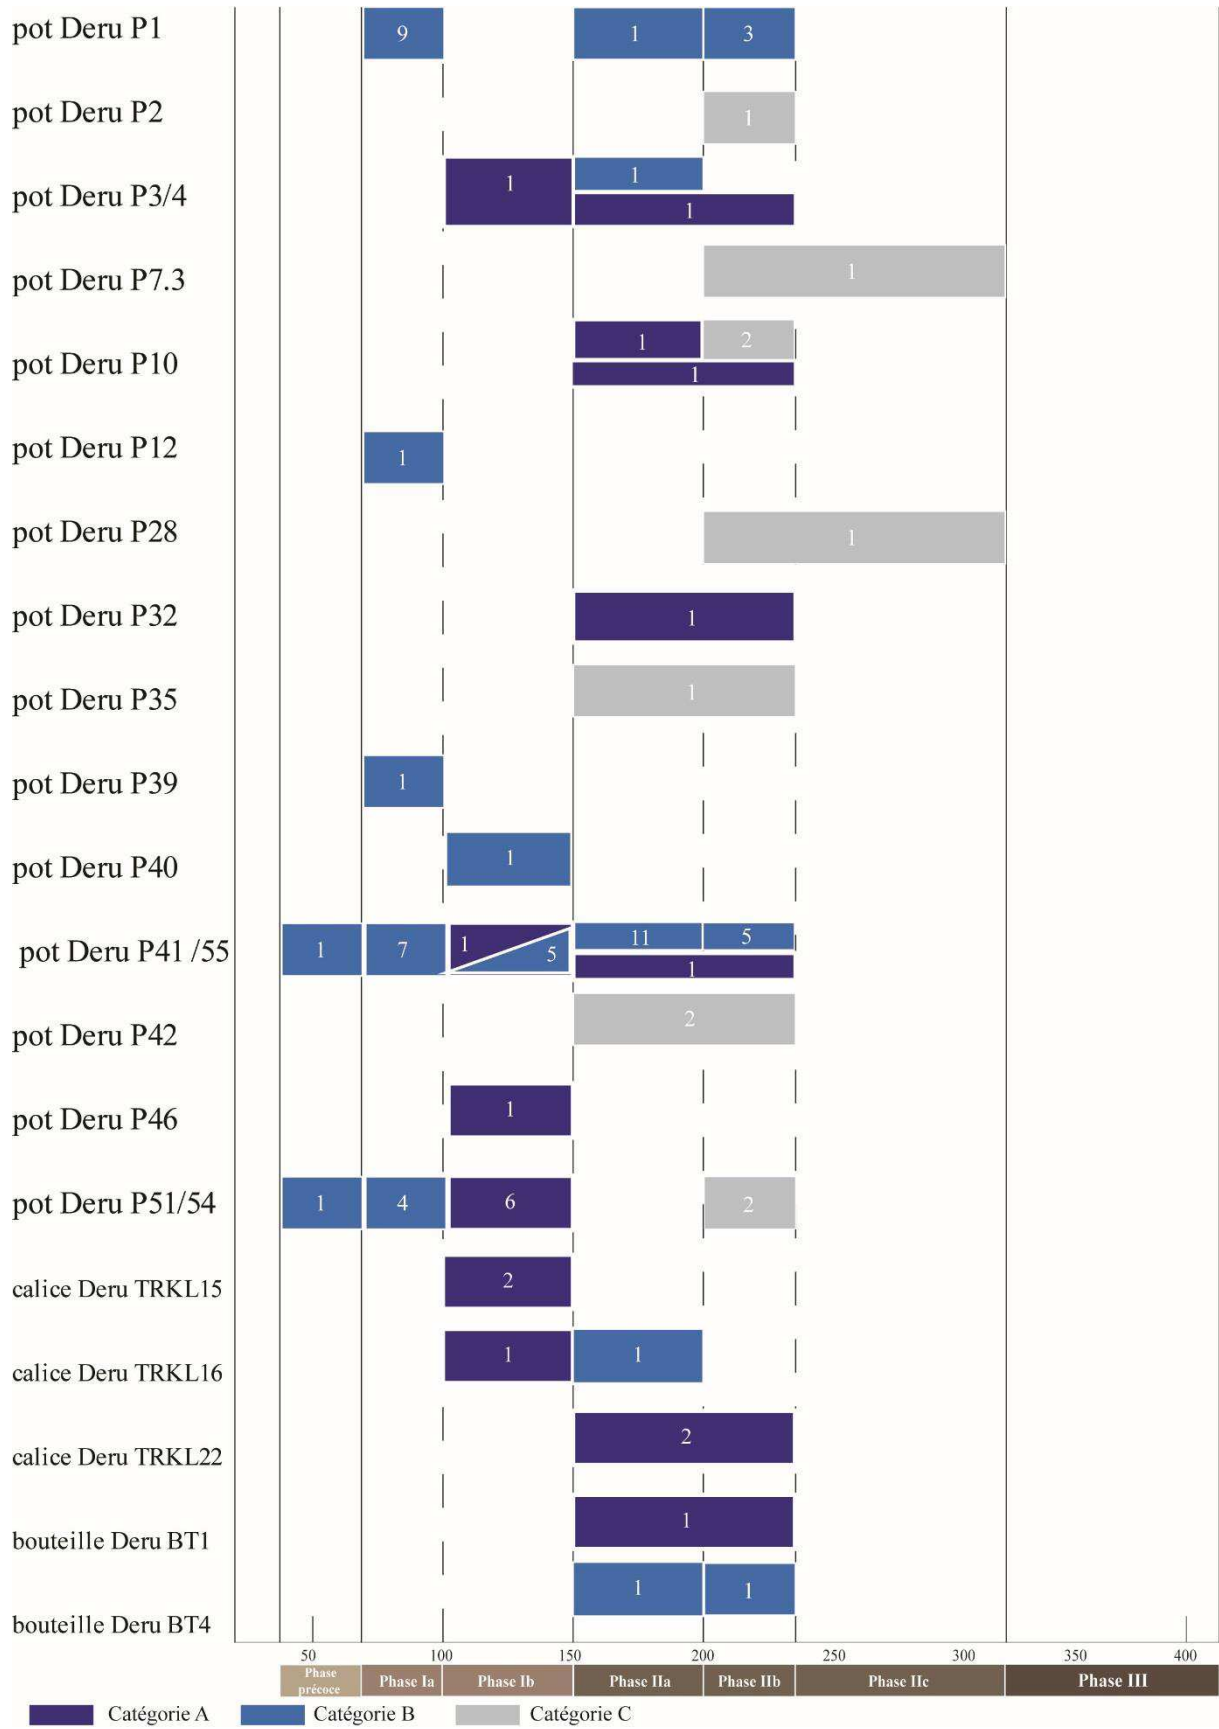 pot Deru P1 9 1 3
pot Deru P2 1
pot Deru P3/4 1 1 1
pot Deru P7.3 1
pot Deru P10 1 2 1
pot Deru P12 1
pot Deru P28 1
pot Deru P32 1
pot Deru P35 1
pot Deru P39 1
pot Deru P40 1
pot Deru P41 /55 1 7 1 5 11 5 1
pot Deru P42 2
pot Deru P46 1
pot Deru P51/54 1 4 6 2
calice Deru TRKL15 2
calice Deru TRKL16 1 1
calice Deru TRKL22 2
bouteille Deru BT1 1
bouteille Deru BT4 1 1
50 100 150 200 250 300 350 400
Phase précoce Phase Ia Phase Ib Phase IIa Phase IIb Phase IIc Phase III
Catégorie A Catégorie B Catégorie C